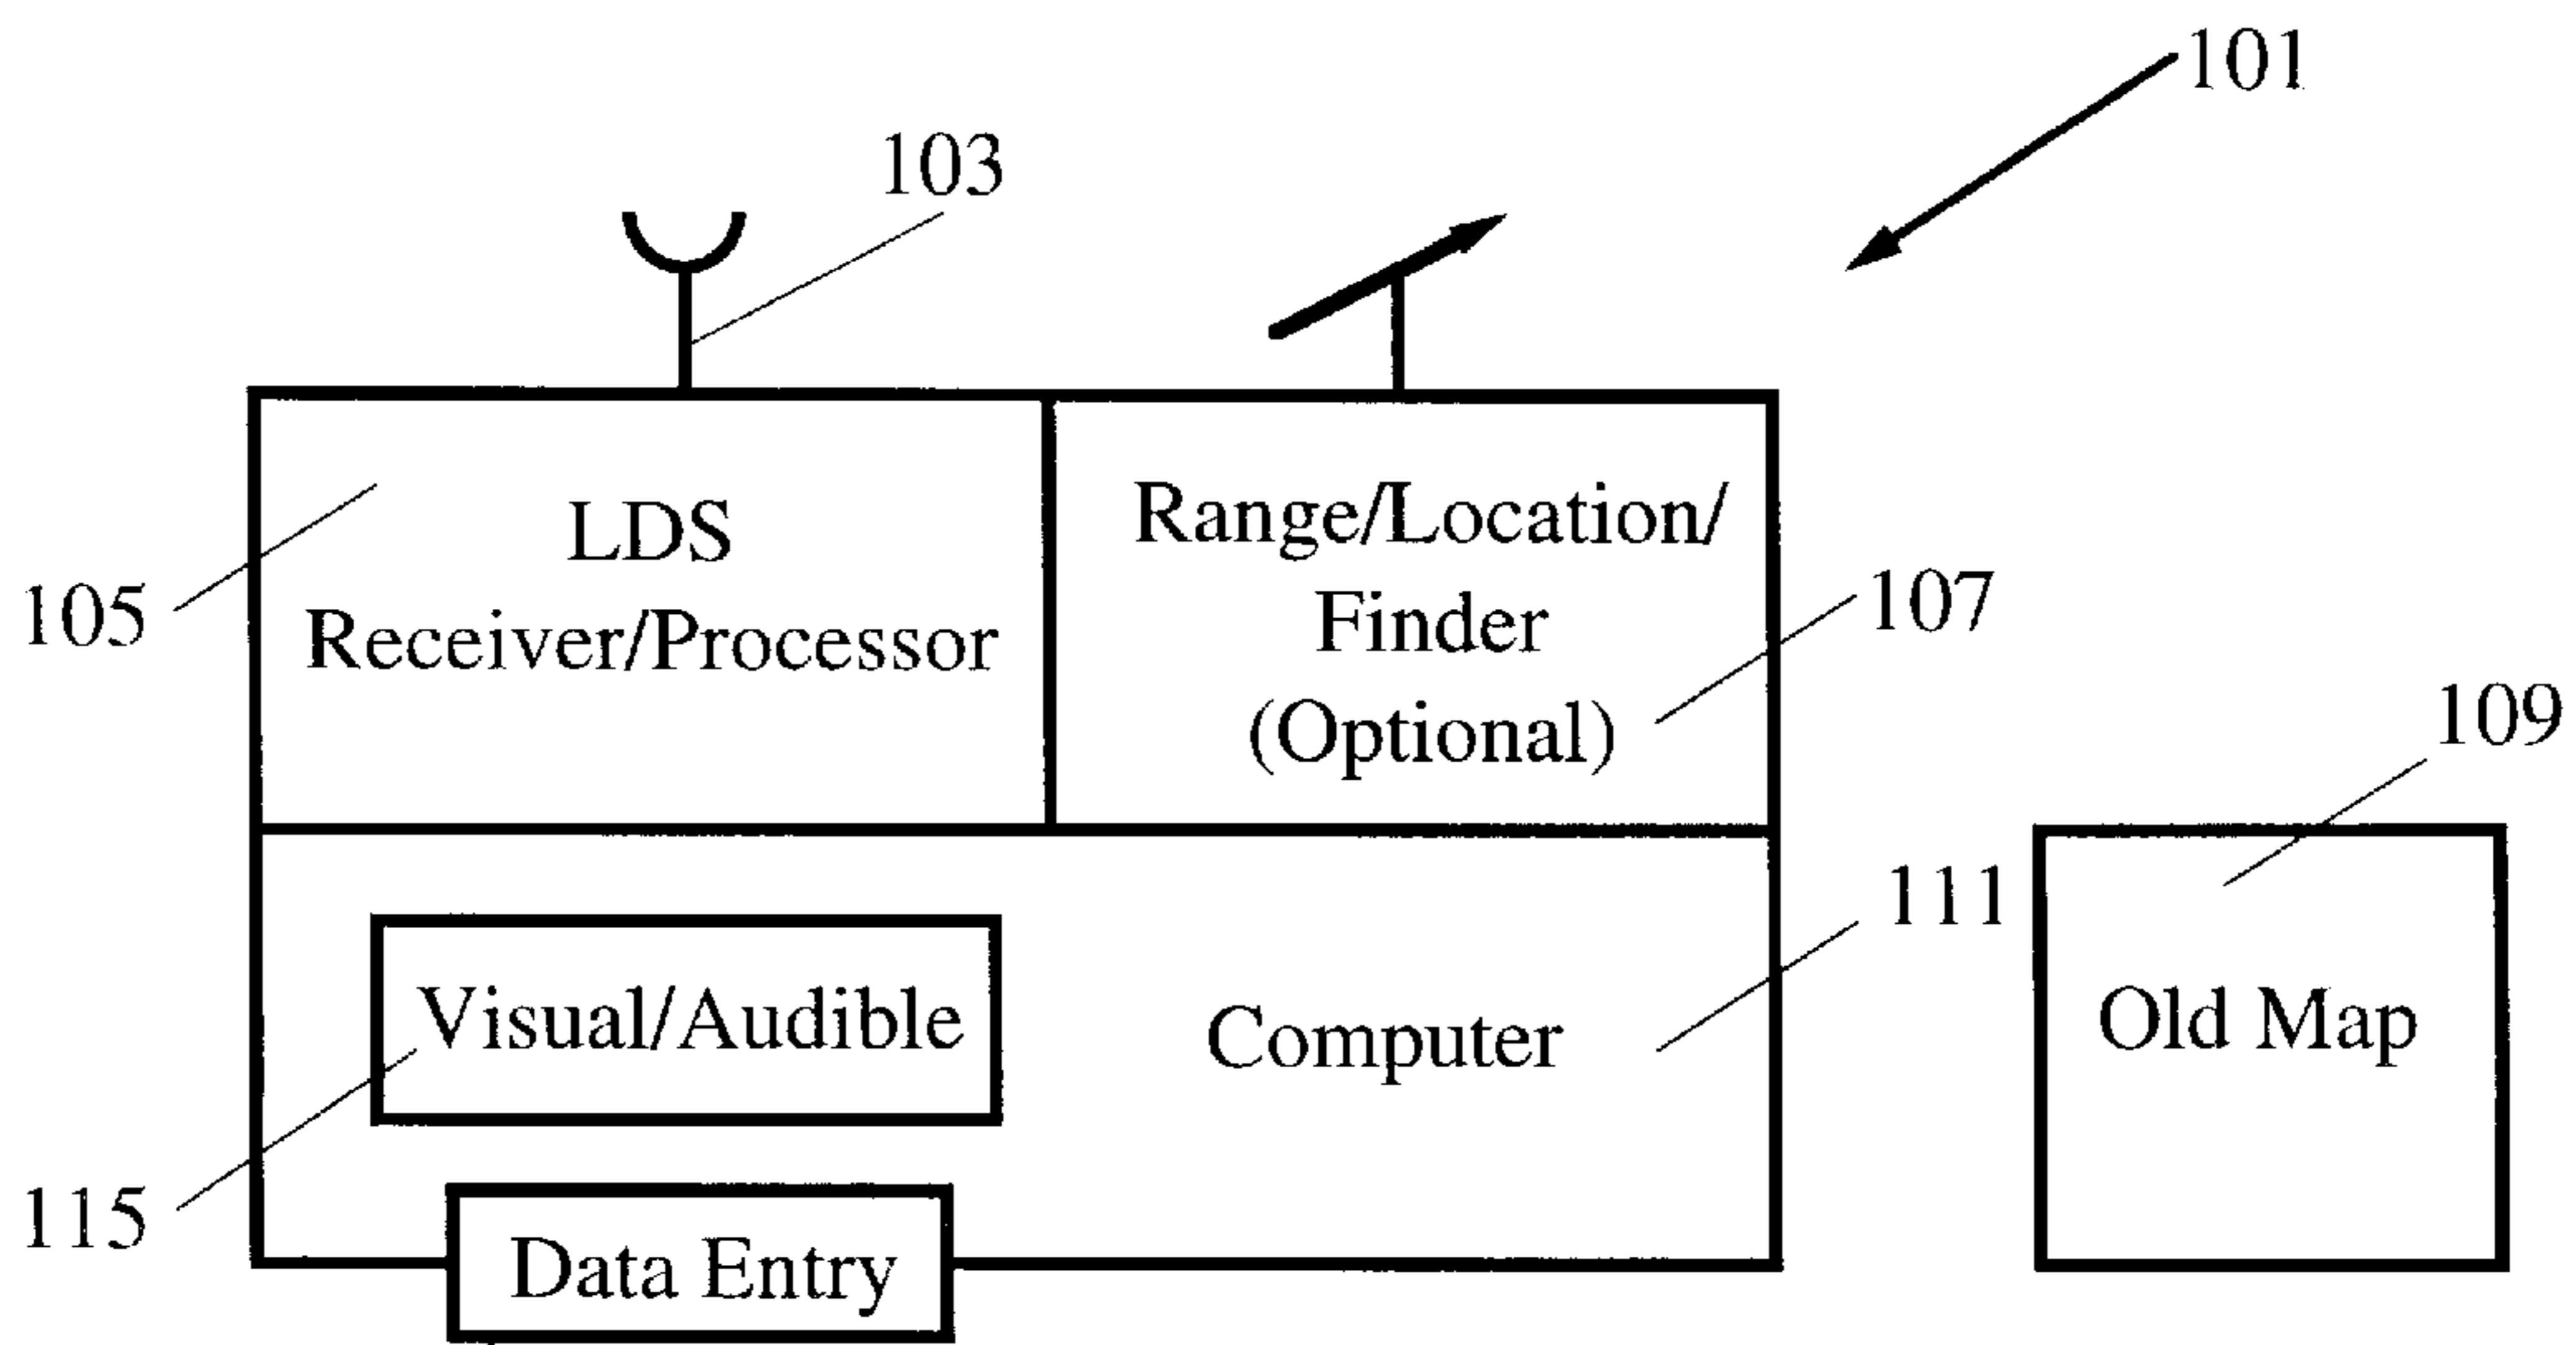 101
103
LDS
Receiver/Processor
Range/Location/
Finder
(Optional)
105
107
109
111
Visual/Audible
Computer
Old Map
115
Data Entry